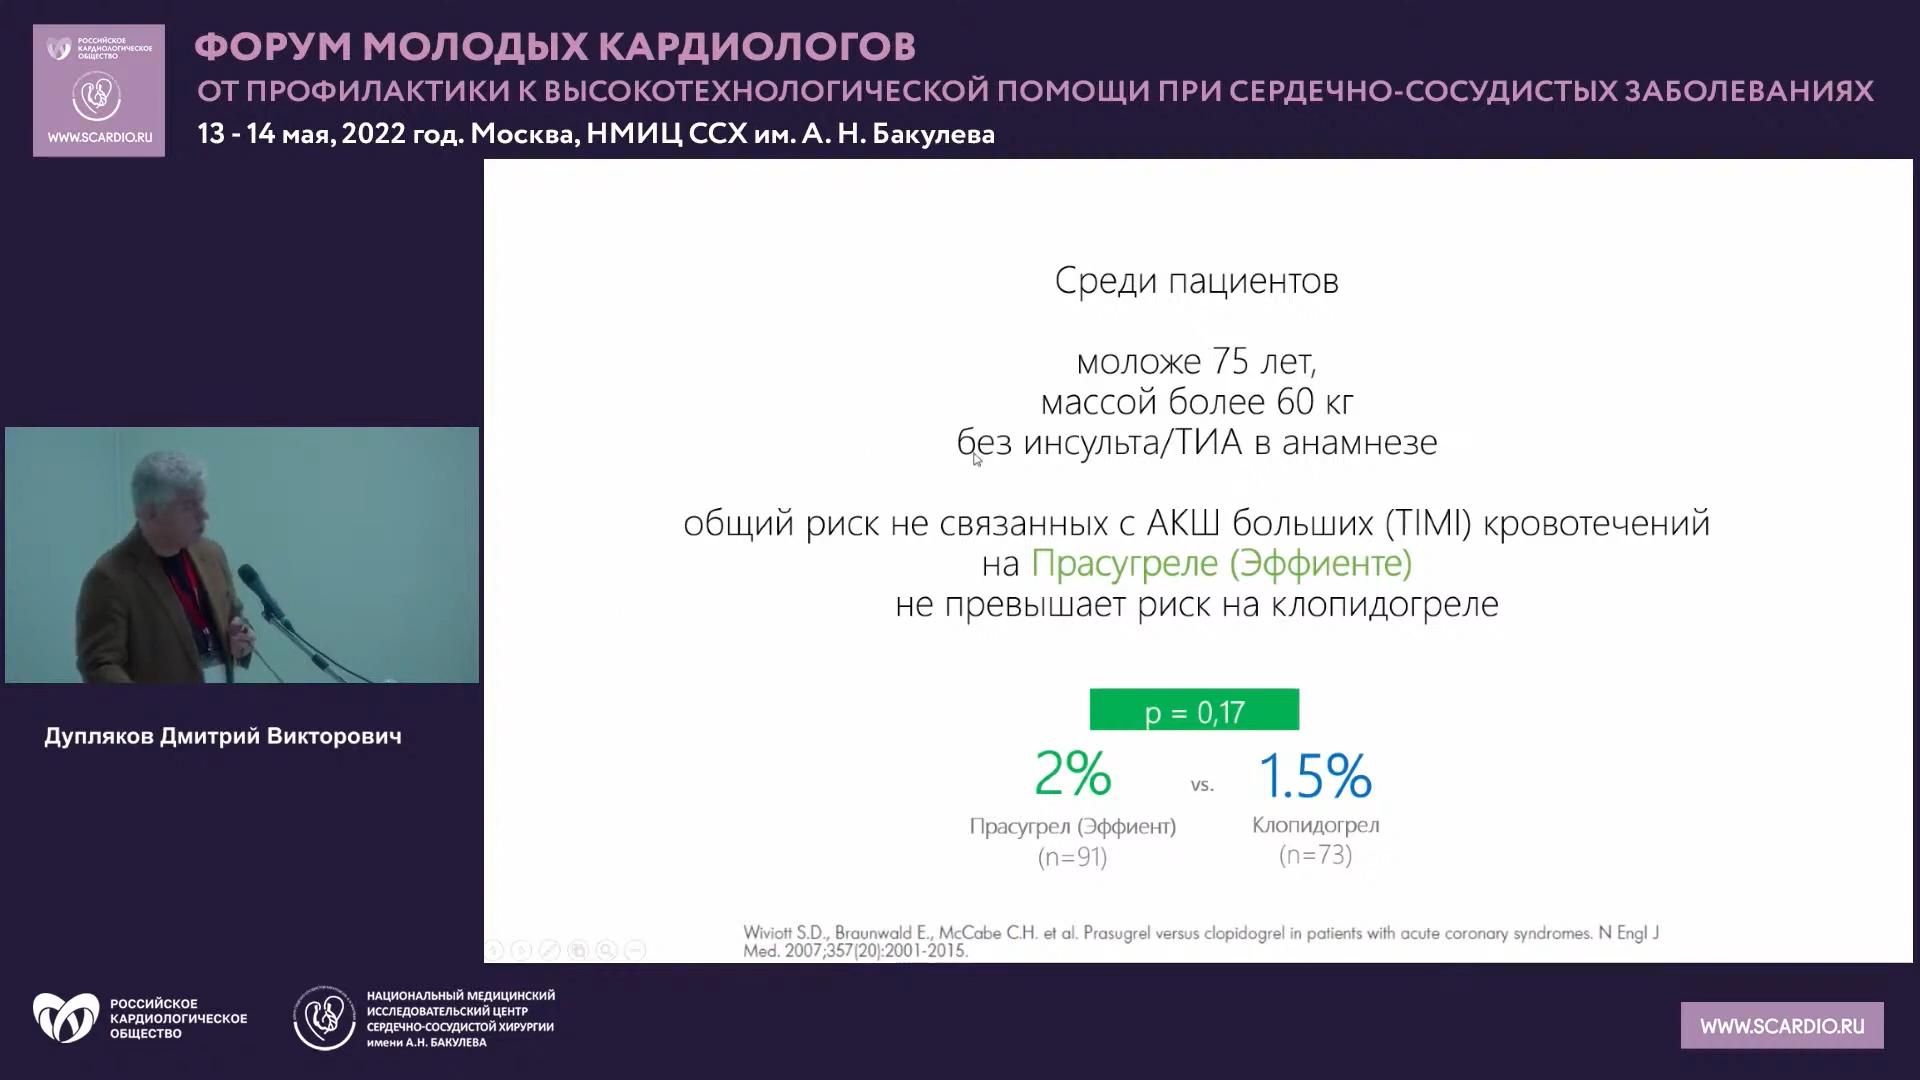 РОССИЙСКОЕ
КАРДИОЛОГИЧЕСКОЕ
ОБЩЕСТВО
WWW.SCARDIO.RU
ФОРУМ МОЛОДЫХ КАРДИОЛОГОВ
ОТ ПРОФИЛАКТИКИ К ВЫСОКОТЕХНОЛОГИЧЕСКОЙ ПОМОЩИ ПРИ СЕРДЕЧНО-СОСУДИСТЫХ ЗАБОЛЕВАНИЯХ
13 - 14 мая, 2022 год. Москва, НМИЦ ССХ им. А. Н. Бакулева
Среди пациентов
моложе 75 лет,
массой более 60 кг
без инсульта/ТИА в анамнезе
общий риск не связанных с АКШ больших (TIMI) кровотечений
на Прасугреле (Эффиенте)
не превышает риск на клопидогреле
p = 0,17
2% vs. 1.5%
Прасугрел (Эффиент) Клопидогрел
(n=91) (n=73)
Wiviott S.D., Braunwald E., McCabe C.H. et al. Prasugrel versus clopidogrel in patients with acute coronary syndromes. N Engl J
Med. 2007;357(20):2001-2015.
Дупляков Дмитрий Викторович
РОССИЙСКОЕ
КАРДИОЛОГИЧЕСКОЕ
ОБЩЕСТВО
НАЦИОНАЛЬНЫЙ МЕДИЦИНСКИЙ
ИССЛЕДОВАТЕЛЬСКИЙ ЦЕНТР
СЕРДЕЧНО-СОСУДИСТОЙ ХИРУРГИИ
имени А.Н. БАКУЛЕВА
WWW.SCARDIO.RU